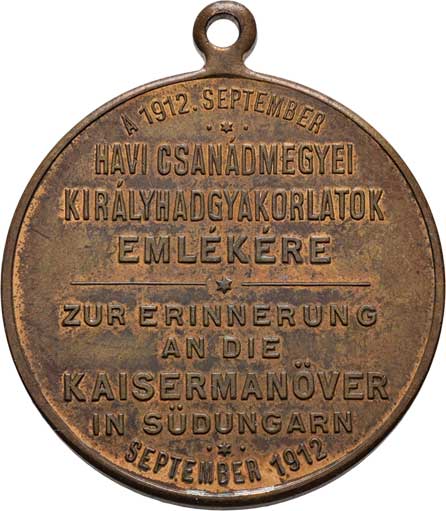 A 1912. SEPTEMBER
HAVI CSANÁDMEGYEI
KIRÁLYHADGYAKORLATOK
EMLÉKÉRE
ZUR ERINNERUNG
AN DIE
KAISERMANÖVER
IN SÜDUNGARN
SEPTEMBER 1912